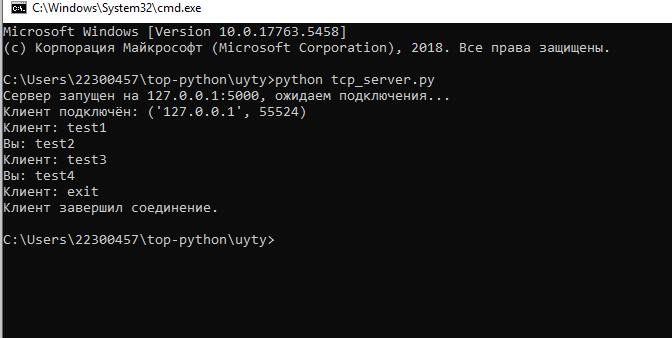 C:\Windows\System32\cmd.exe
Microsoft Windows [Version 10.0.17763.5458]
(c) Корпорация Майкрософт (Microsoft Corporation), 2018. Все права защищены.
C:\Users\22300457\top-python\uyty>python tcp_server.py
Сервер запущен на 127.0.0.1:5000, ожидаем подключения...
Клиент подключён: ('127.0.0.1', 55524)
Клиент: test1
Вы: test2
Клиент: test3
Вы: test4
Клиент: exit
Клиент завершил соединение.
C:\Users\22300457\top-python\uyty>